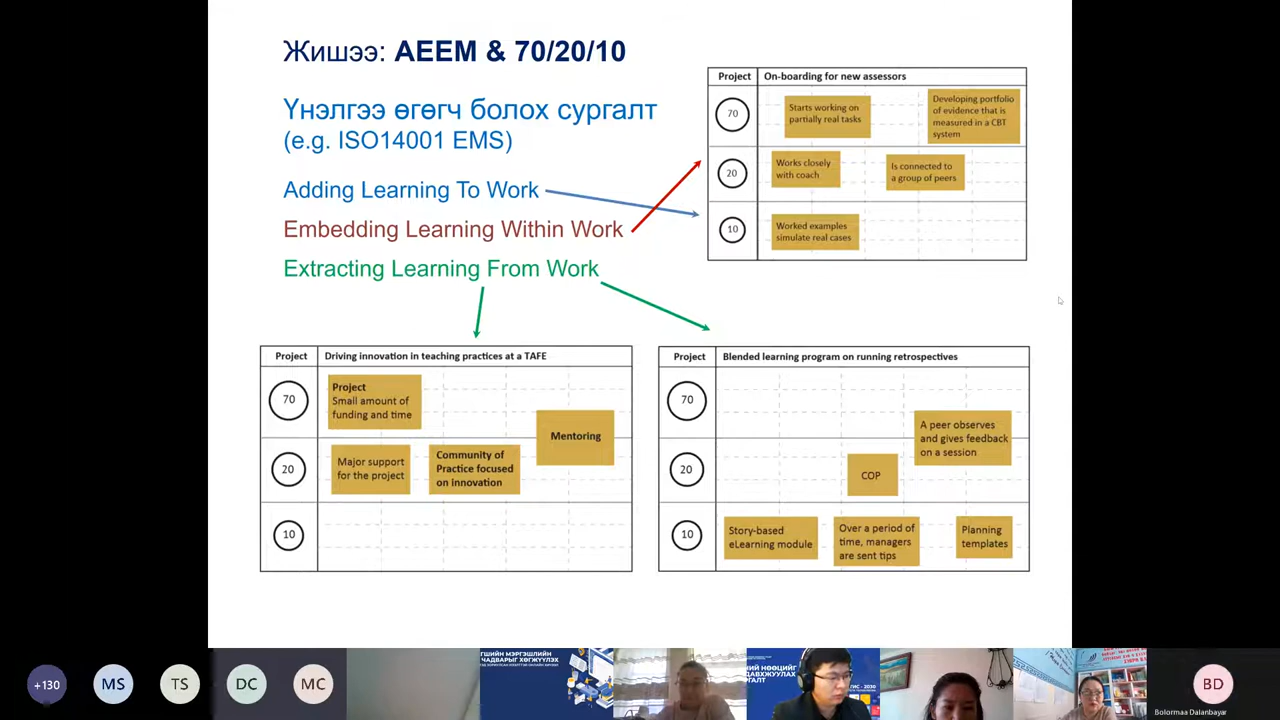 Жишээ: AEEM & 70/20/10
Үнэлгээ өгөгч болох сургалт
(e.g. ISO14001 EMS)
Adding Learning To Work
Embedding Learning Within Work
Extracting Learning From Work
Project On-boarding for new assessors
70
Starts working on
partially real tasks
Developing portfolio
of evidence that is
measured in a CBT
system
20
Works closely
with coach
Is connected to
a group of peers
10
Worked examples
simulate real cases
Project Driving innovation in teaching practices at a TAFE
70
Project
Small amount of
funding and time
Mentoring
20
Major support
for the project
Community of
Practice focused
on innovation
10
Project Blended learning program on running retrospectives
70
A peer observes
and gives feedback
on a session
20
COP
10
Story-based
eLearning module
Over a period of
time, managers
are sent tips
Planning
templates
+130
MS
TS
DC
MC
ГШИЙН МЭРГЭШЛИЙН
ЧАДВАРЫГ ХӨГЖҮҮЛЭХ
НИЙ НӨӨЦИЙГ
BD
Bolormaa Dalanbayar